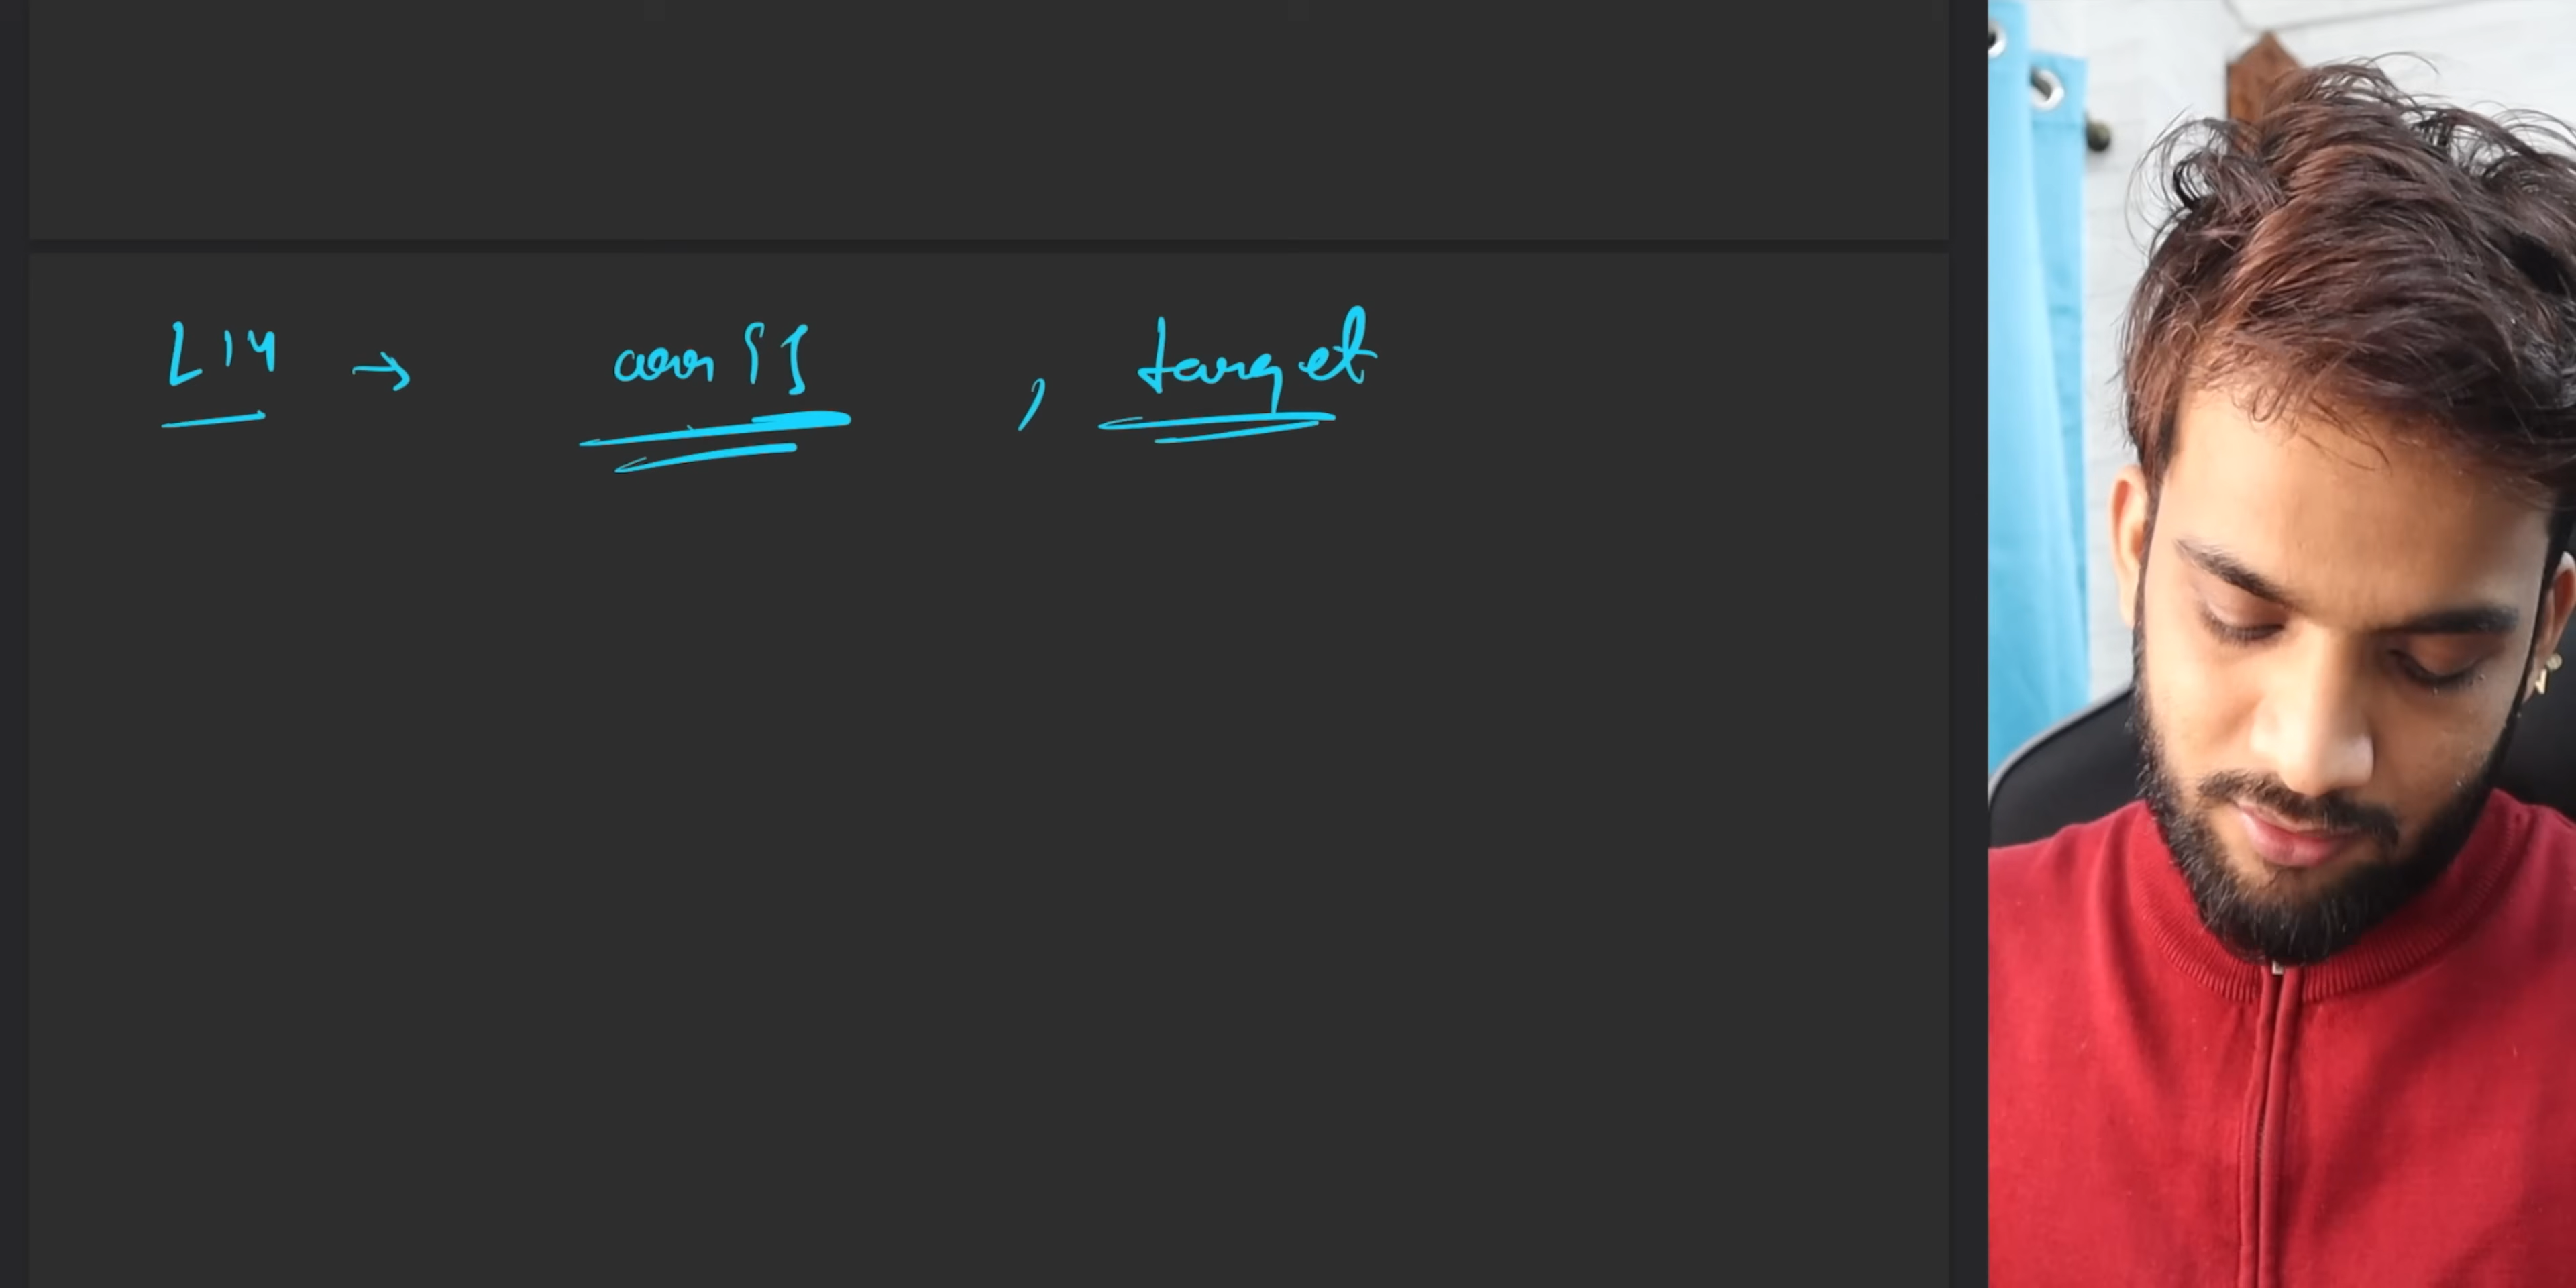 L14 → arr[] , target